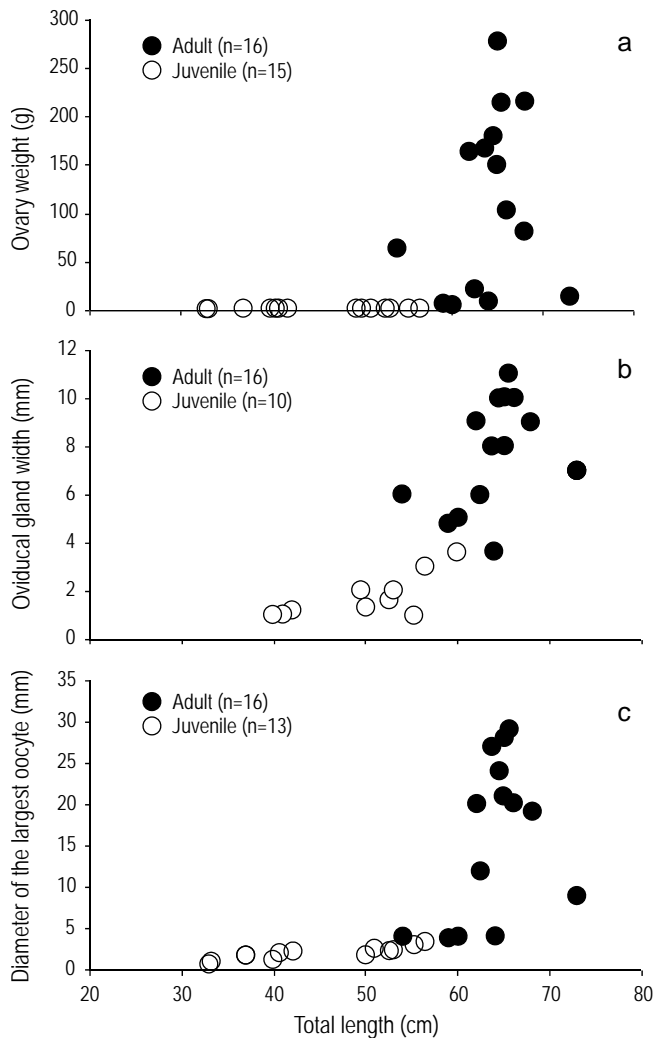 300
250
200
150
100
50
0
Ovary weight (g)
Adult (n=16)
Juvenile (n=15)
a
12
10
8
6
4
2
0
Oviducal gland width (mm)
Adult (n=16)
Juvenile (n=10)
b
35
30
25
20
15
10
5
0
Diameter of the largest oocyte (mm)
Adult (n=16)
Juvenile (n=13)
c
20 30 40 50 60 70 80
Total length (cm)